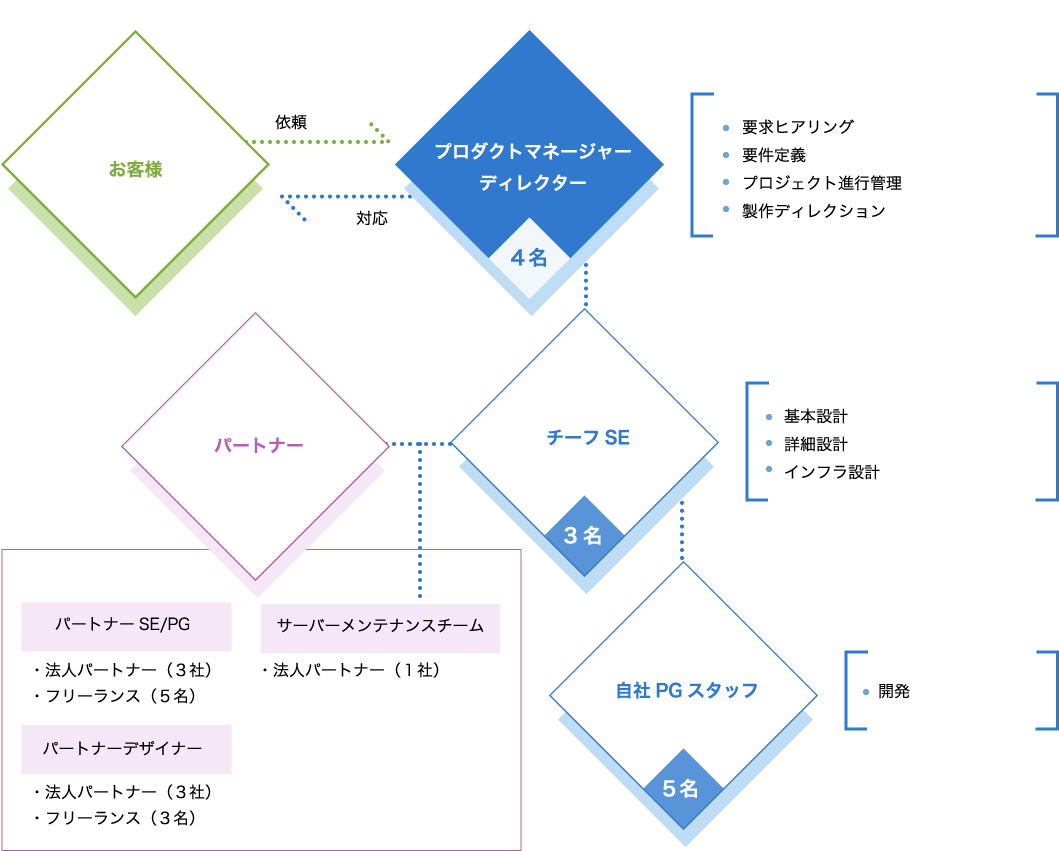 お客様
依頼
対応
プロダクトマネージャー
ディレクター
4名
• 要求ヒアリング
• 要件定義
• プロジェクト進行管理
• 製作ディレクション
パートナー
チーフSE
3名
• 基本設計
• 詳細設計
• インフラ設計
パートナーSE/PG
・法人パートナー（3社）
・フリーランス（5名）
サーバーメンテナンスチーム
・法人パートナー（1社）
パートナーデザイナー
・法人パートナー（3社）
・フリーランス（3名）
自社PGスタッフ
5名
• 開発